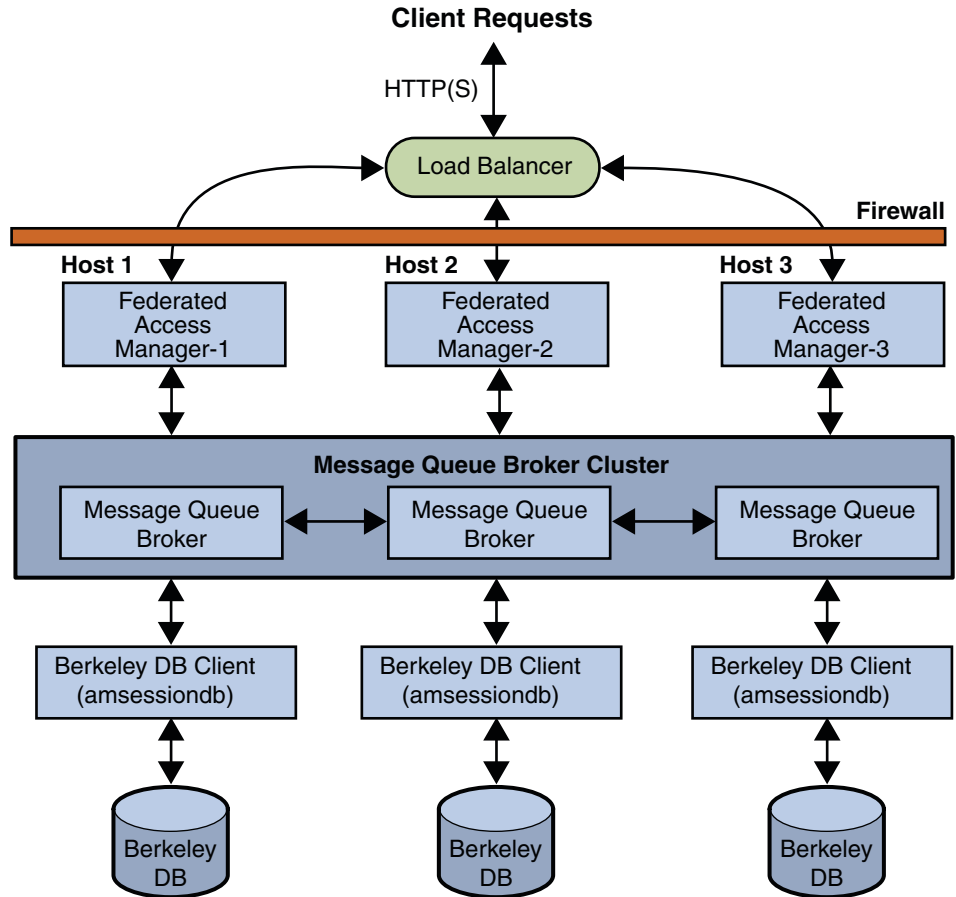 Client Requests
HTTP(S)
Load Balancer
Firewall
Host 1
Host 2
Host 3
Federated
Access
Manager-1
Federated
Access
Manager-2
Federated
Access
Manager-3
Message Queue Broker Cluster
Message Queue
Broker
Message Queue
Broker
Message Queue
Broker
Berkeley DB Client
(amsessiondb)
Berkeley DB Client
(amsessiondb)
Berkeley DB Client
(amsessiondb)
Berkeley
DB
Berkeley
DB
Berkeley
DB